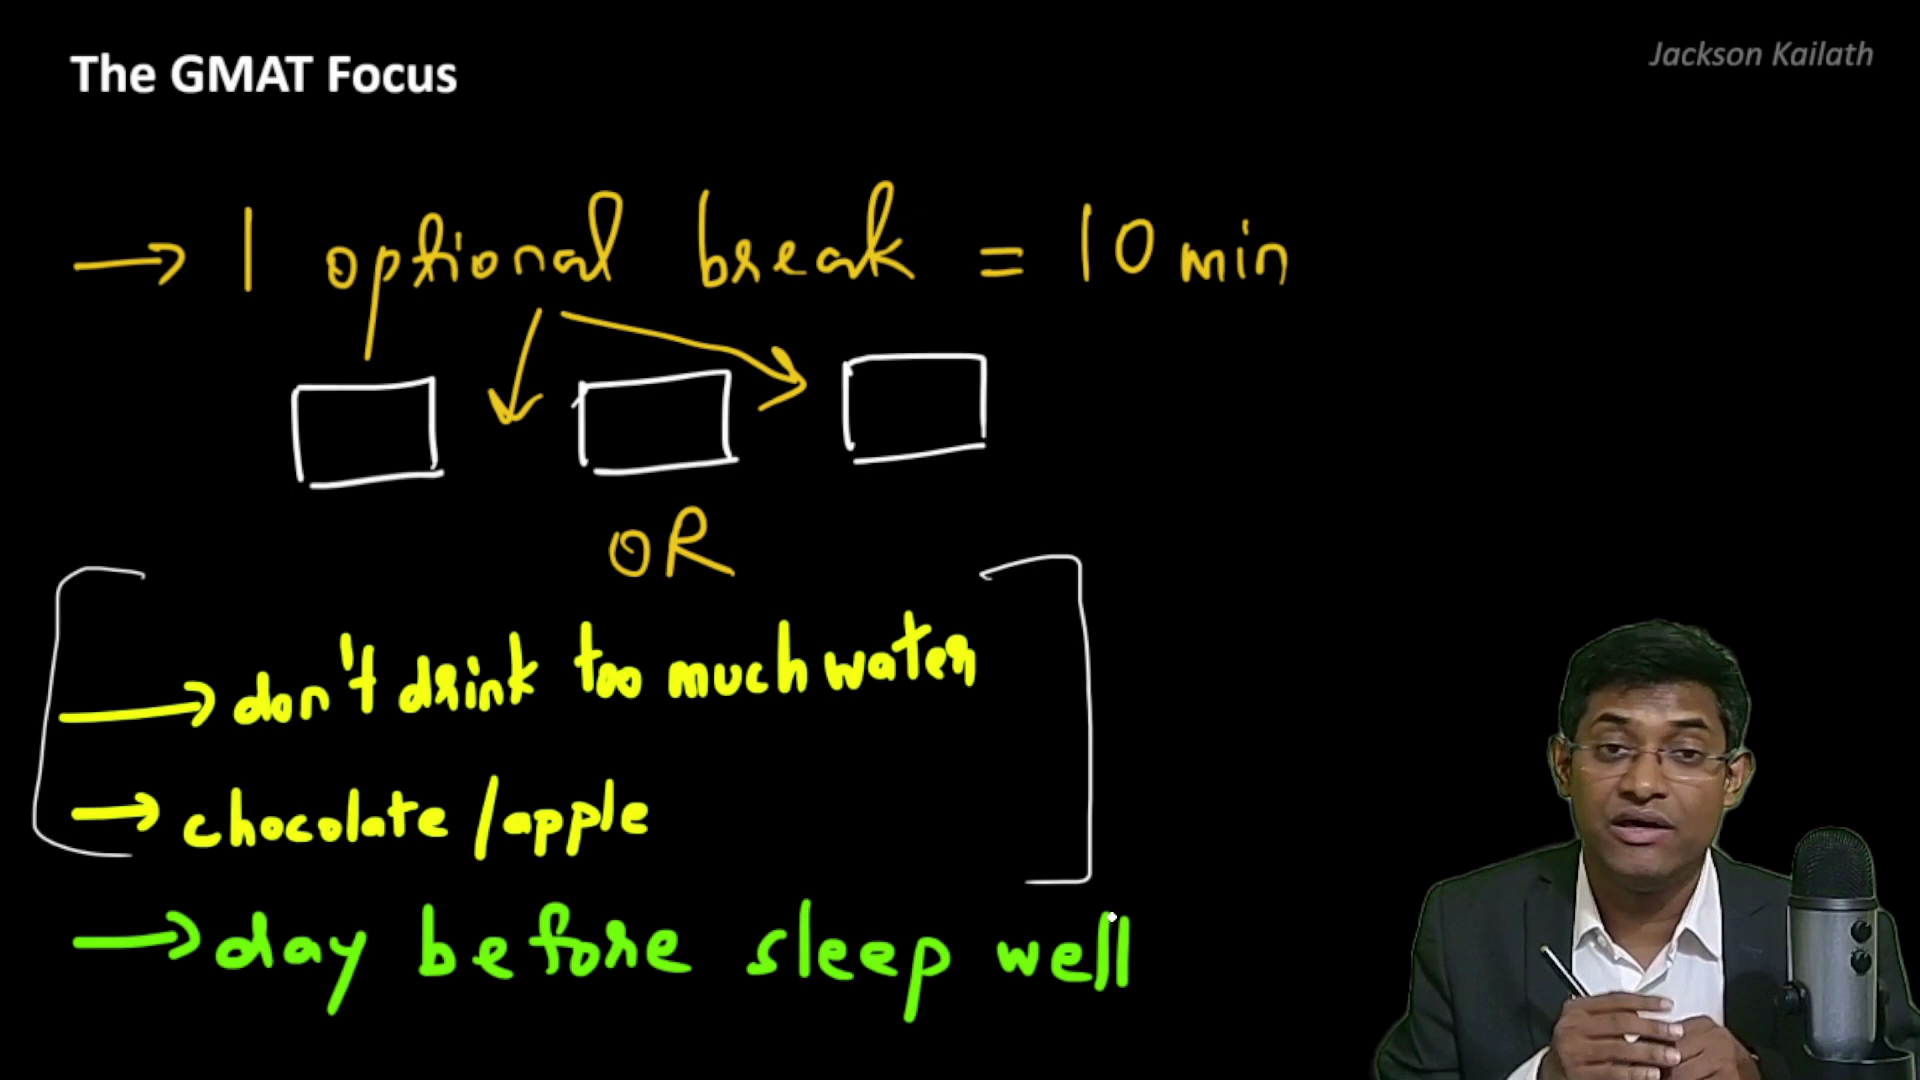 The GMAT Focus
Jackson Kailath
→ 1 optional break = 10 min
OR
→ don't drink too much water
→ chocolate / apple
→ day before sleep well